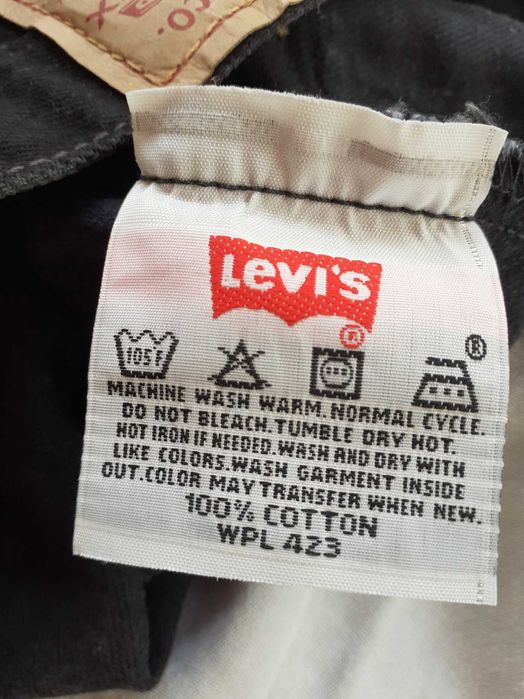 CO.
X
Levi's
®
®
105°F
MACHINE WASH WARM.NORMAL CYCLE.
DO NOT BLEACH.TUMBLE DRY HOT.
HOT IRON IF NEEDED.WASH AND DRY WITH
LIKE COLORS.WASH GARMENT INSIDE
OUT.COLOR MAY TRANSFER WHEN NEW.
100% COTTON
WPL 423